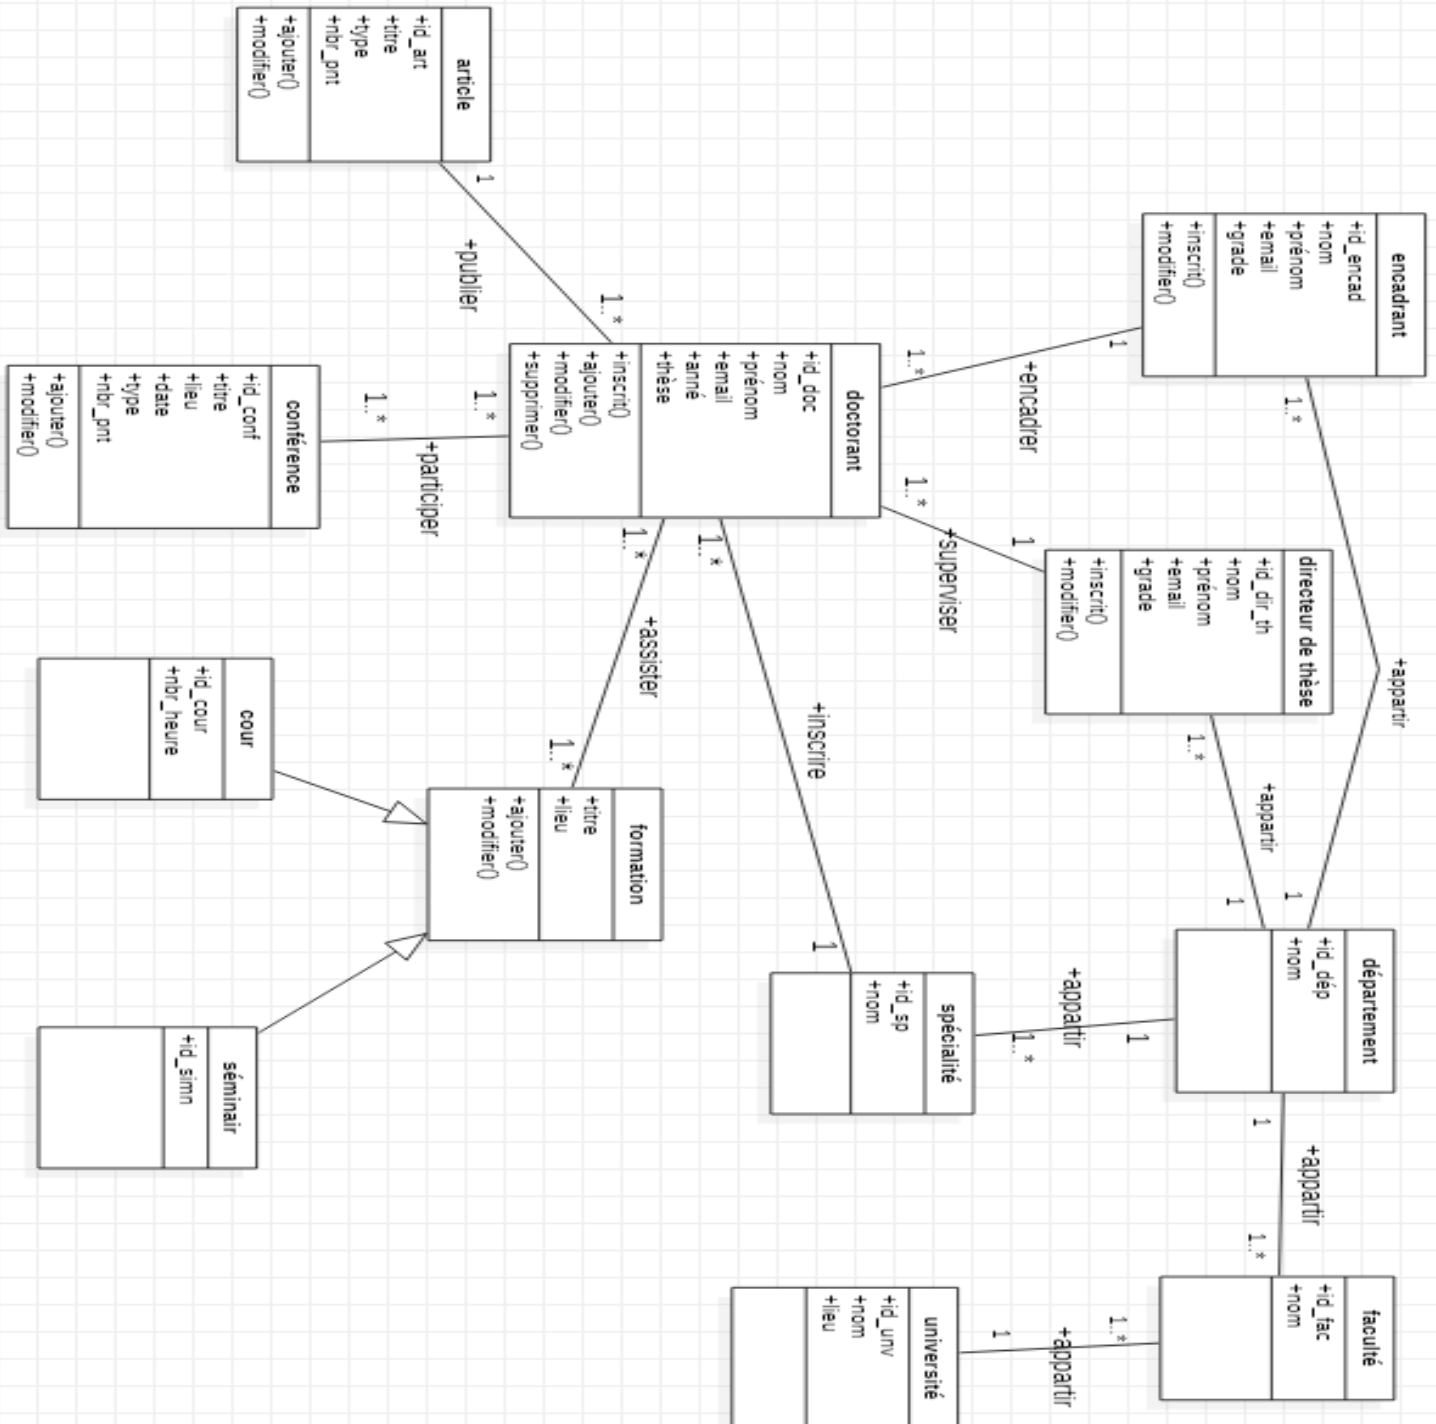 encadrant
+id_encad
+nom
+prénom
+email
+grade
+inscrit()
+modifier()
1..*
+appartir
1
département
+id_dép
+nom
1
+appartir
1..*
faculté
+id_fac
+nom
directeur de thèse
+id_dir_th
+nom
+prénom
+email
+grade
+inscrit()
+modifier()
1..*
+appartir
1
1
+encadrer
1..*
1
+superviser
1..*
1
+appartir
1..*
1..*
+appartir
1
doctorant
+id_doc
+nom
+prénom
+email
+anné
+thèse
+inscrit()
+ajouter()
+modifier()
+supprimer()
spécialité
+id_sp
+nom
université
+id_unv
+nom
+lieu
1..*
+inscrire
1
1..*
+assister
1..*
1..*
+publier
1
formation
+titre
+lieu
+ajouter()
+modifier()
article
+id_art
+titre
+type
+nbr_pnt
+ajouter()
+modifier()
1..*
+participer
1..*
conférence
+id_conf
+titre
+lieu
+date
+type
+nbr_pnt
+ajouter()
+modifier()
cour
+id_cour
+nbr_heure
séminair
+id_simn